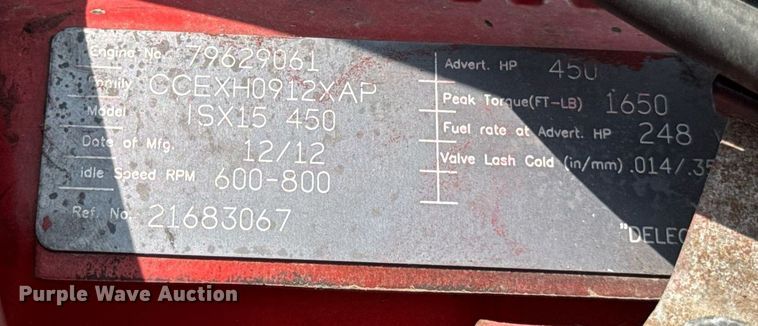 Engine No. 79629061
Family CCEXH0912XAP
Model ISX15 450
Date of Mfg. 12/12
Idle Speed RPM 600-800
Ref. No. 21683067
Advert. HP 450
Peak Torque(FT-LB) 1650
Fuel rate at Advert. HP 248
Valve Lash Cold (in/mm) .014/.35
"DELEC
Purple Wave Auction